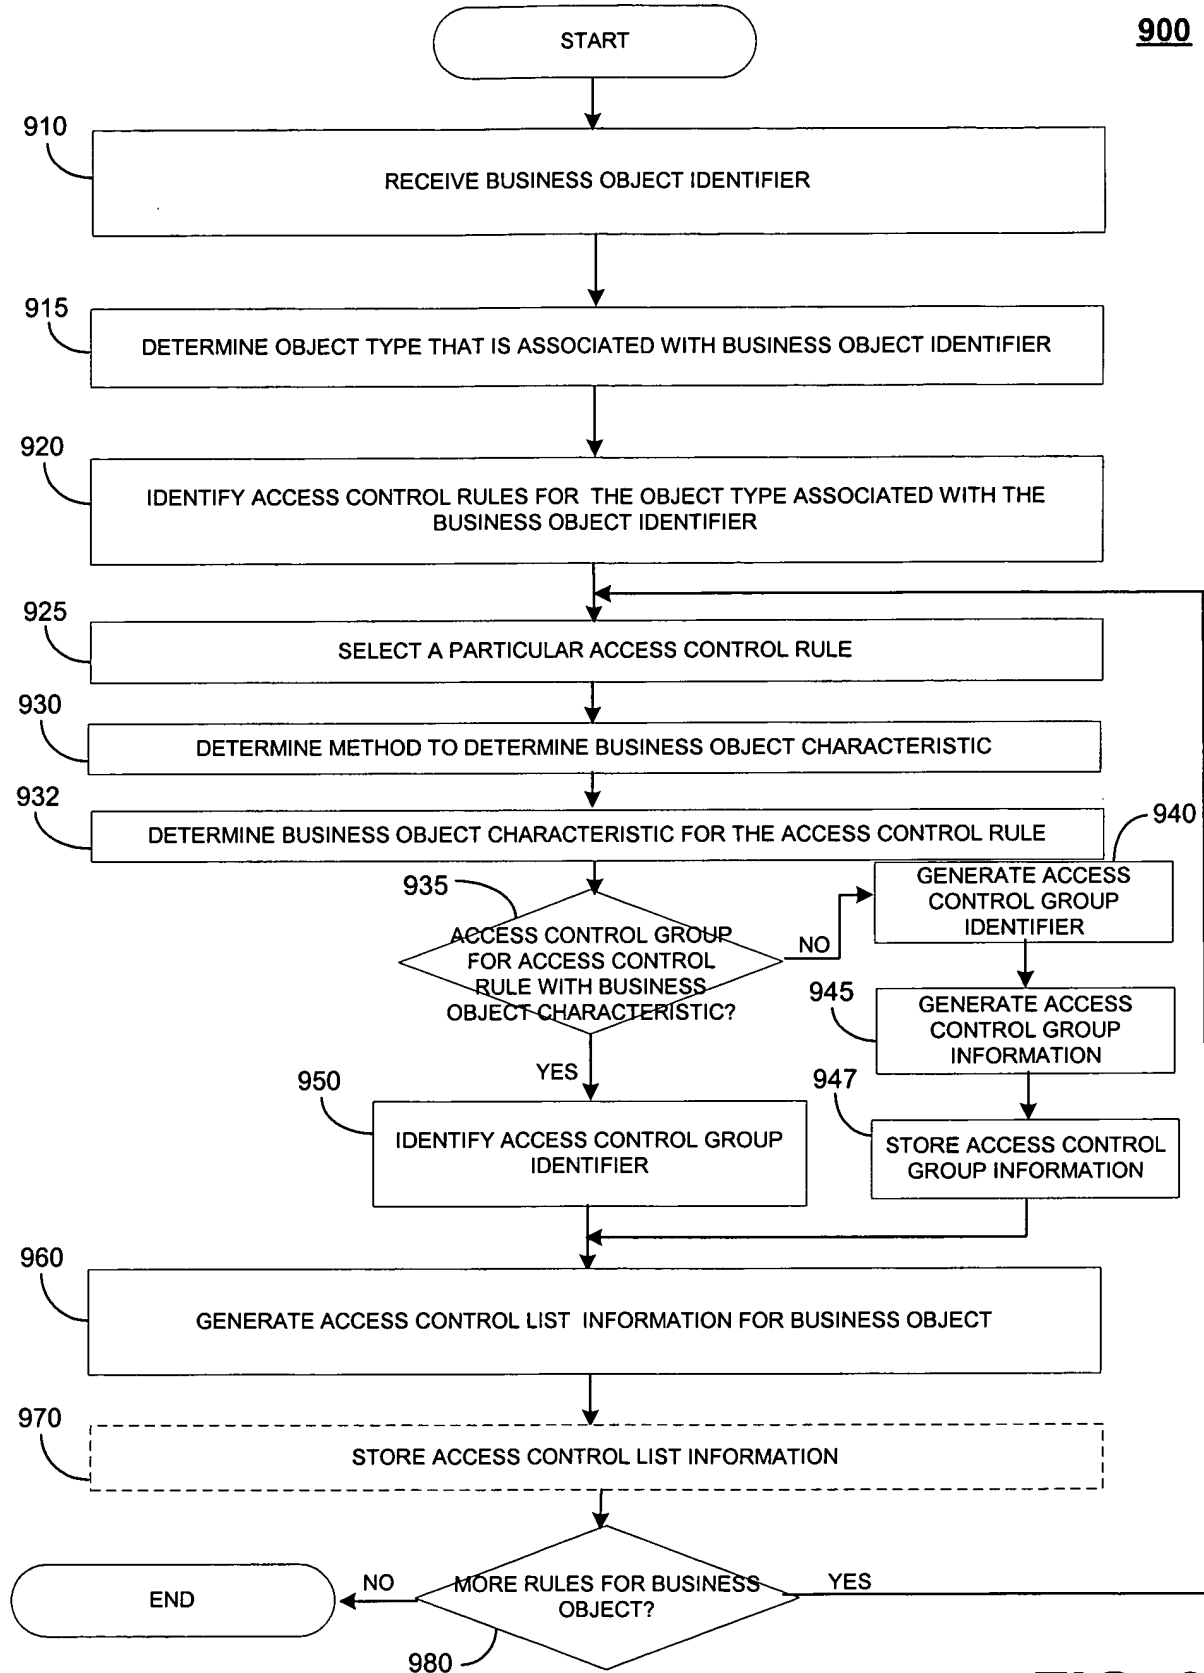 START
900
910
RECEIVE BUSINESS OBJECT IDENTIFIER
915
DETERMINE OBJECT TYPE THAT IS ASSOCIATED WITH BUSINESS OBJECT IDENTIFIER
920
IDENTIFY ACCESS CONTROL RULES FOR THE OBJECT TYPE ASSOCIATED WITH THE
BUSINESS OBJECT IDENTIFIER
925
SELECT A PARTICULAR ACCESS CONTROL RULE
930
DETERMINE METHOD TO DETERMINE BUSINESS OBJECT CHARACTERISTIC
932
DETERMINE BUSINESS OBJECT CHARACTERISTIC FOR THE ACCESS CONTROL RULE
935
ACCESS CONTROL GROUP
FOR ACCESS CONTROL
RULE WITH BUSINESS
OBJECT CHARACTERISTIC?
NO
940
GENERATE ACCESS
CONTROL GROUP
IDENTIFIER
945
GENERATE ACCESS
CONTROL GROUP
INFORMATION
947
STORE ACCESS CONTROL
GROUP INFORMATION
YES
950
IDENTIFY ACCESS CONTROL GROUP
IDENTIFIER
960
GENERATE ACCESS CONTROL LIST INFORMATION FOR BUSINESS OBJECT
970
STORE ACCESS CONTROL LIST INFORMATION
MORE RULES FOR BUSINESS
OBJECT?
YES
NO
END
980